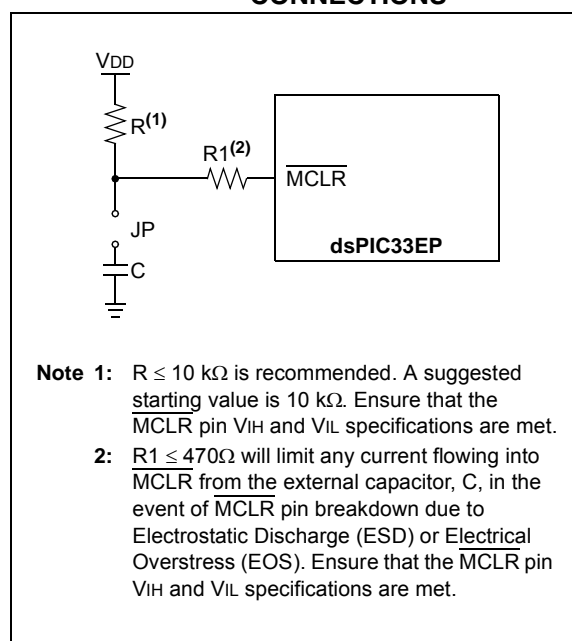 CONNECTIONS
VDD
R(1)
R1(2)
MCLR
JP
dsPIC33EP
C
Note 1: R ≤ 10 kΩ is recommended. A suggested
starting value is 10 kΩ. Ensure that the
MCLR pin VIH and VIL specifications are met.
2: R1 ≤ 470Ω will limit any current flowing into
MCLR from the external capacitor, C, in the
event of MCLR pin breakdown due to
Electrostatic Discharge (ESD) or Electrical
Overstress (EOS). Ensure that the MCLR pin
VIH and VIL specifications are met.